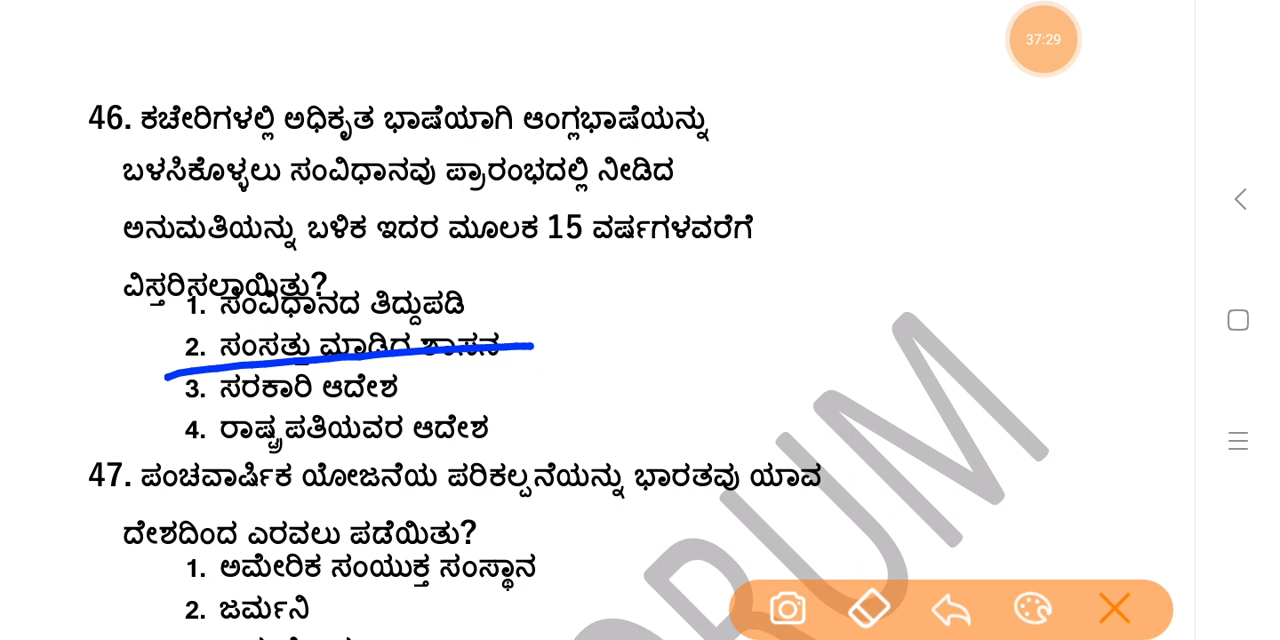 37:29
46. ಕಚೇರಿಗಳಲ್ಲಿ ಅಧಿಕೃತ ಭಾಷೆಯಾಗಿ ಆಂಗ್ಲಭಾಷೆಯನ್ನು
ಬಳಸಿಕೊಳ್ಳಲು ಸಂವಿಧಾನವು ಪ್ರಾರಂಭದಲ್ಲಿ ನೀಡಿದ
ಅನುಮತಿಯನ್ನು ಬಳಿಕ ಇದರ ಮೂಲಕ 15 ವರ್ಷಗಳವರೆಗೆ
ವಿಸ್ತರಿಸಲಾಯಿತು?
1. ಸಂವಿಧಾನದ ತಿದ್ದುಪಡಿ
2. ಸಂಸತ್ತು ಮಾಡಿದ ಶಾಸನ
3. ಸರಕಾರಿ ಆದೇಶ
4. ರಾಷ್ಟ್ರಪತಿಯವರ ಆದೇಶ
47. ಪಂಚವಾರ್ಷಿಕ ಯೋಜನೆಯ ಪರಿಕಲ್ಪನೆಯನ್ನು ಭಾರತವು ಯಾವ
ದೇಶದಿಂದ ಎರವಲು ಪಡೆಯಿತು?
1. ಅಮೇರಿಕ ಸಂಯುಕ್ತ ಸಂಸ್ಥಾನ
2. ಜರ್ಮನಿ